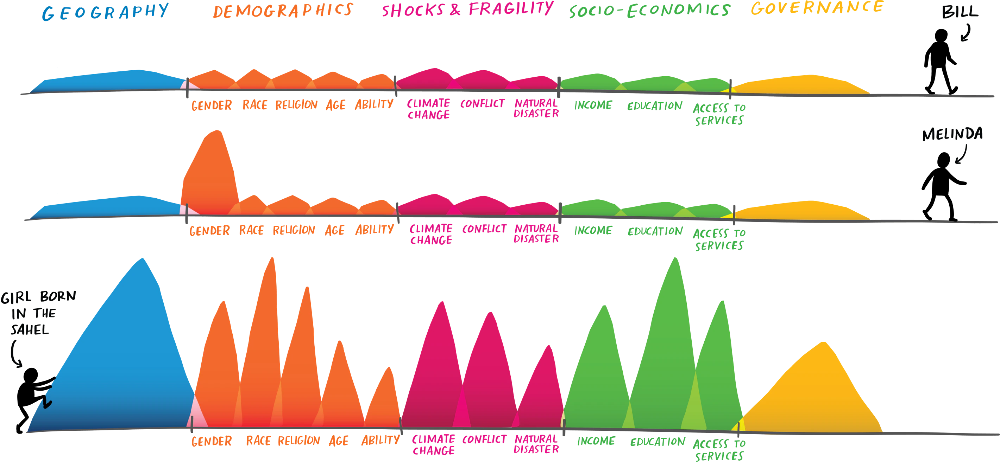 GEOGRAPHY DEMOGRAPHICS SHOCKS & FRAGILITY SOCIO-ECONOMICS GOVERNANCE
BILL
GENDER RACE RELIGION AGE ABILITY CLIMATE CHANGE CONFLICT NATURAL DISASTER INCOME EDUCATION ACCESS TO SERVICES
MELINDA
GENDER RACE RELIGION AGE ABILITY CLIMATE CHANGE CONFLICT NATURAL DISASTER INCOME EDUCATION ACCESS TO SERVICES
GIRL BORN
IN THE
SAHEL
GENDER RACE RELIGION AGE ABILITY CLIMATE CHANGE CONFLICT NATURAL DISASTER INCOME EDUCATION ACCESS TO SERVICES